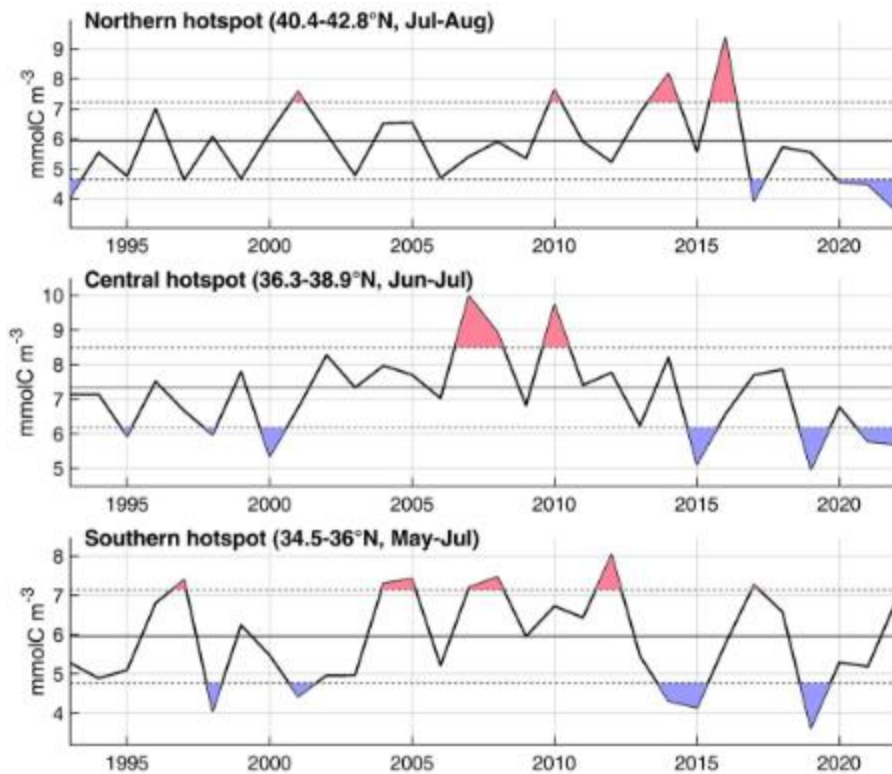 Northern hotspot (40.4-42.8°N, Jul-Aug)
9
8
7
6
5
4
mmolC m⁻³
1995 2000 2005 2010 2015 2020
Central hotspot (36.3-38.9°N, Jun-Jul)
10
9
8
7
6
5
mmolC m⁻³
1995 2000 2005 2010 2015 2020
Southern hotspot (34.5-36°N, May-Jul)
8
7
6
5
4
mmolC m⁻³
1995 2000 2005 2010 2015 2020